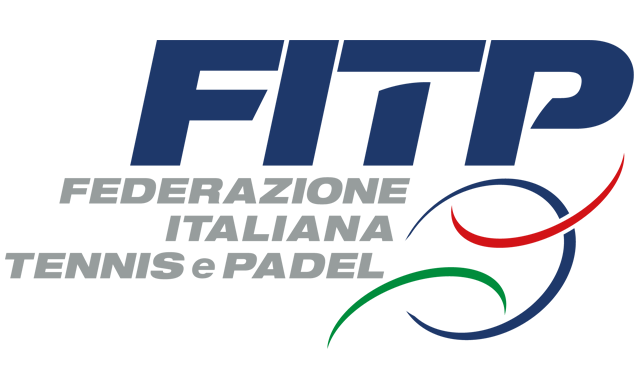 FITP
FEDERAZIONE
ITALIANA
TENNIS e PADEL